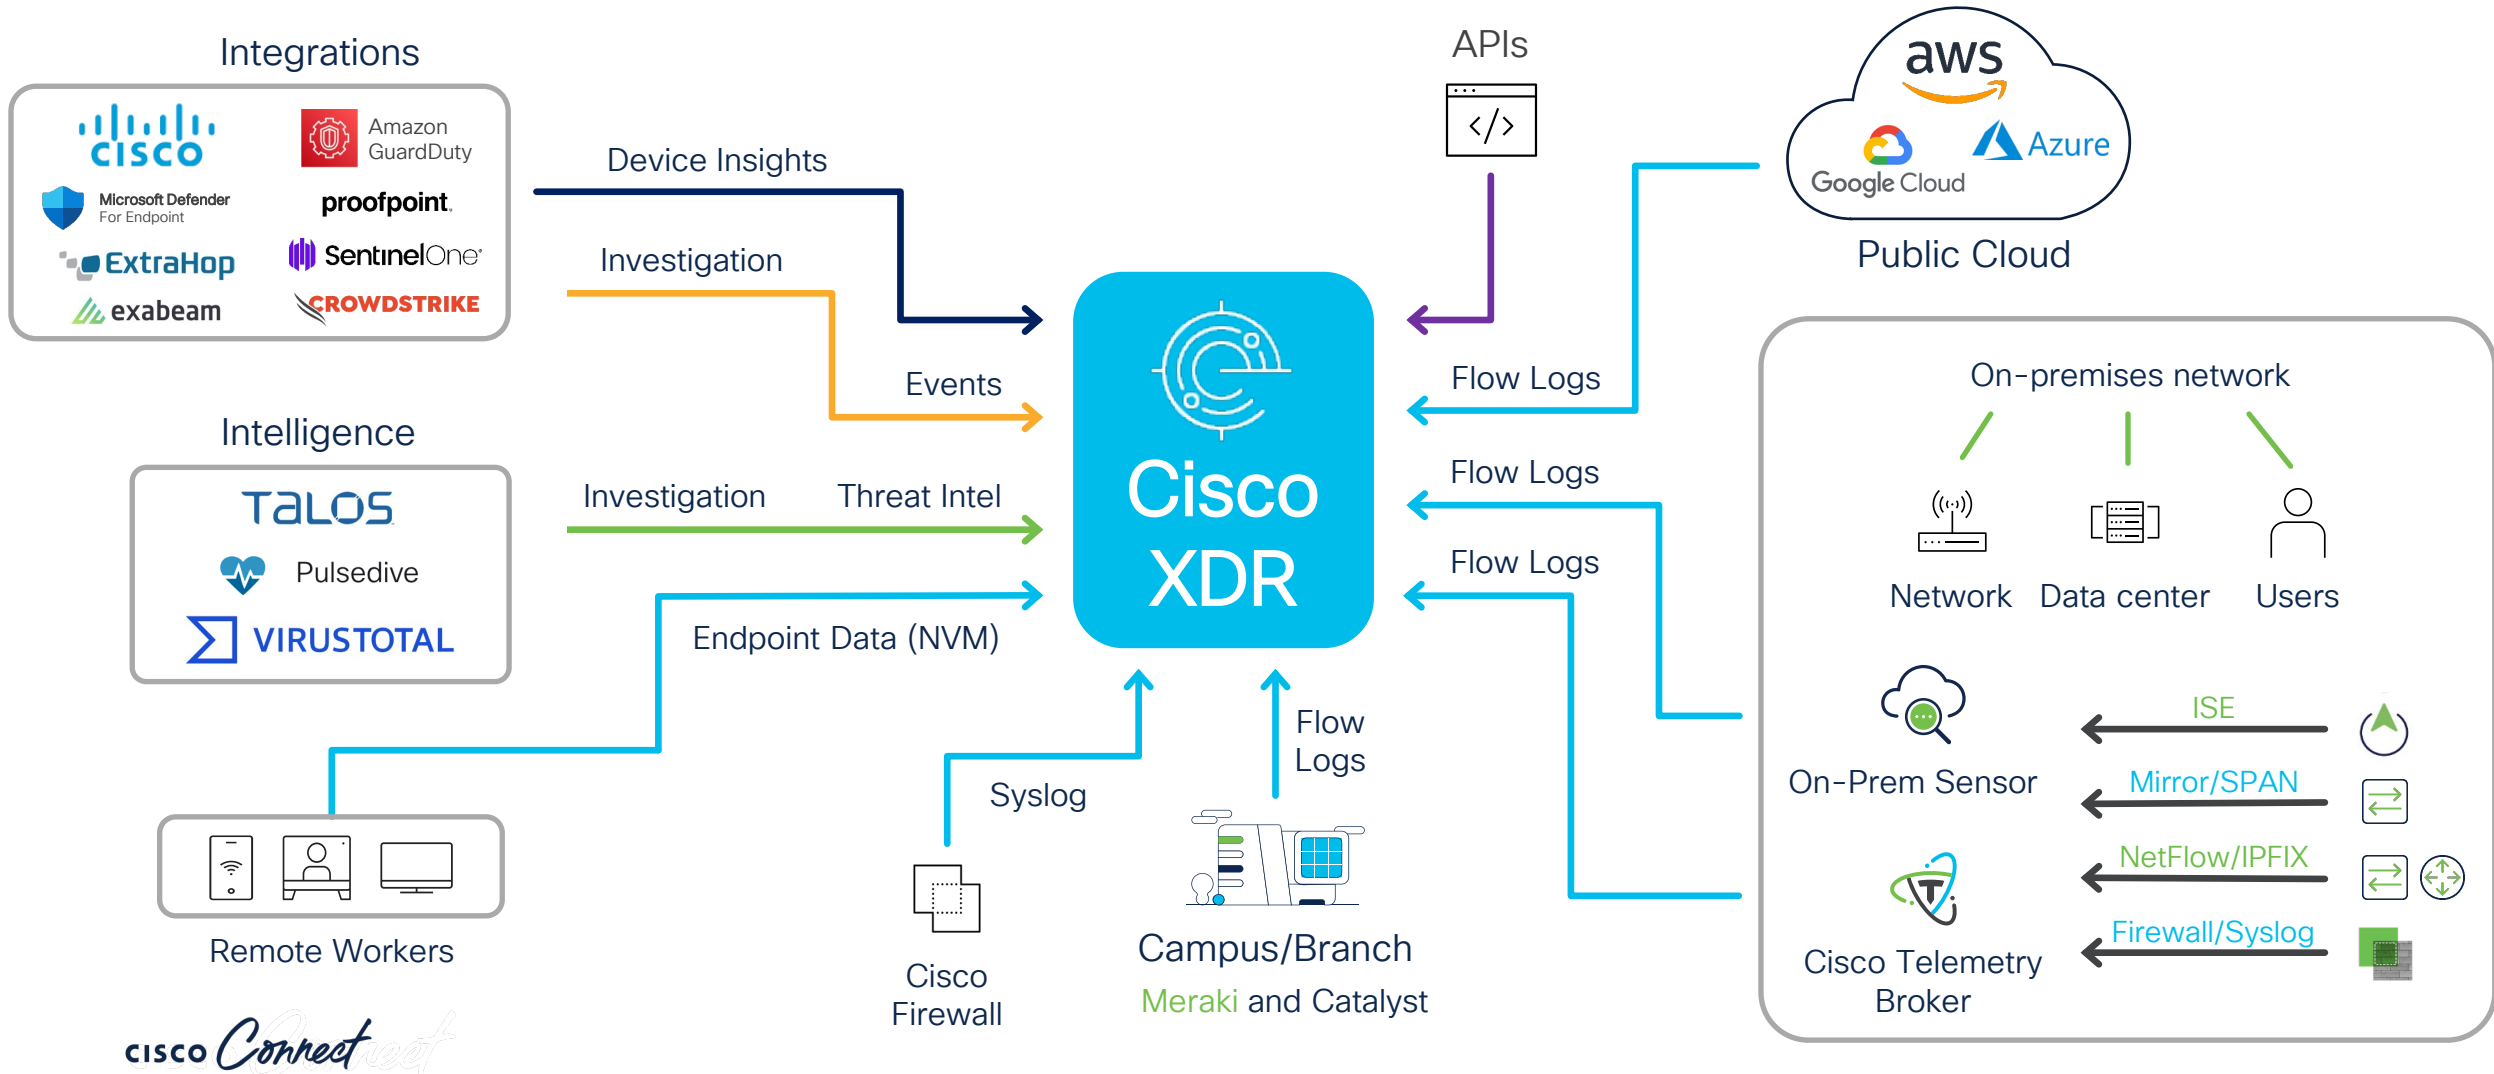 Integrations
CISCO
Amazon
GuardDuty
Microsoft Defender
For Endpoint
proofpoint.
ExtraHop
SentinelOne
exabeam
CROWDSTRIKE
Device Insights
Investigation
Events
Intelligence
TALOS
Pulsedive
VIRUSTOTAL
Investigation
Threat Intel
Endpoint Data (NVM)
Remote Workers
Cisco
XDR
APIs
</>
Flow Logs
Flow Logs
Flow Logs
aws
Google Cloud
Azure
Public Cloud
On-premises network
Network
Data center
Users
On-Prem Sensor
ISE
Mirror/SPAN
NetFlow/IPFIX
Firewall/Syslog
T
Cisco Telemetry
Broker
Syslog
Cisco
Firewall
Flow
Logs
Campus/Branch
Meraki and Catalyst
CISCO Connect